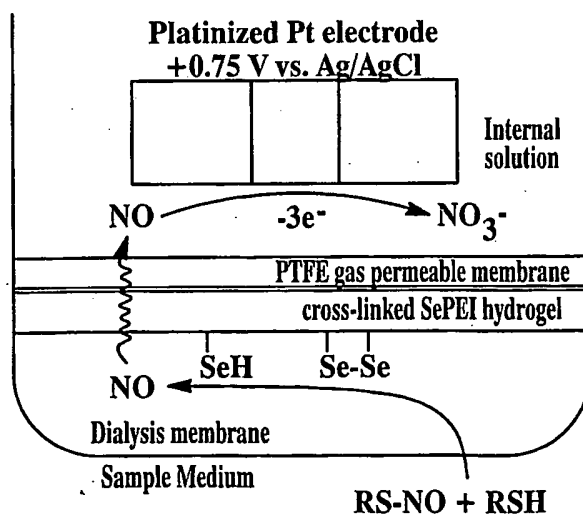 Platinized Pt electrode
+0.75 V vs. Ag/AgCl
Internal
solution
NO
-3e⁻
NO₃⁻
PTFE gas permeable membrane
cross-linked SePEI hydrogel
SeH
Se-Se
NO
Dialysis membrane
Sample Medium
RS-NO + RSH